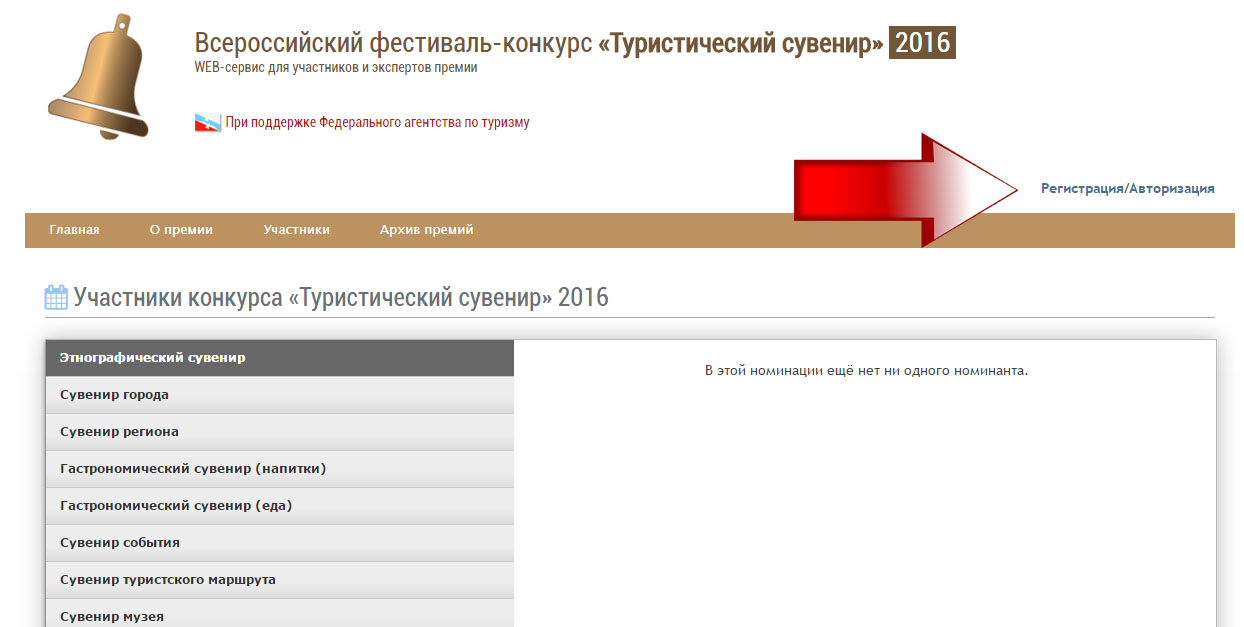 Всероссийский фестиваль-конкурс «Туристический сувенир» 2016
WEB-сервис для участников и экспертов премии
При поддержке Федерального агентства по туризму
Регистрация/Авторизация
Главная О премии Участники Архив премий
Участники конкурса «Туристический сувенир» 2016
Этнографический сувенир
В этой номинации ещё нет ни одного номинанта.
Сувенир города
Сувенир региона
Гастрономический сувенир (напитки)
Гастрономический сувенир (еда)
Сувенир события
Сувенир туристского маршрута
Сувенир музея